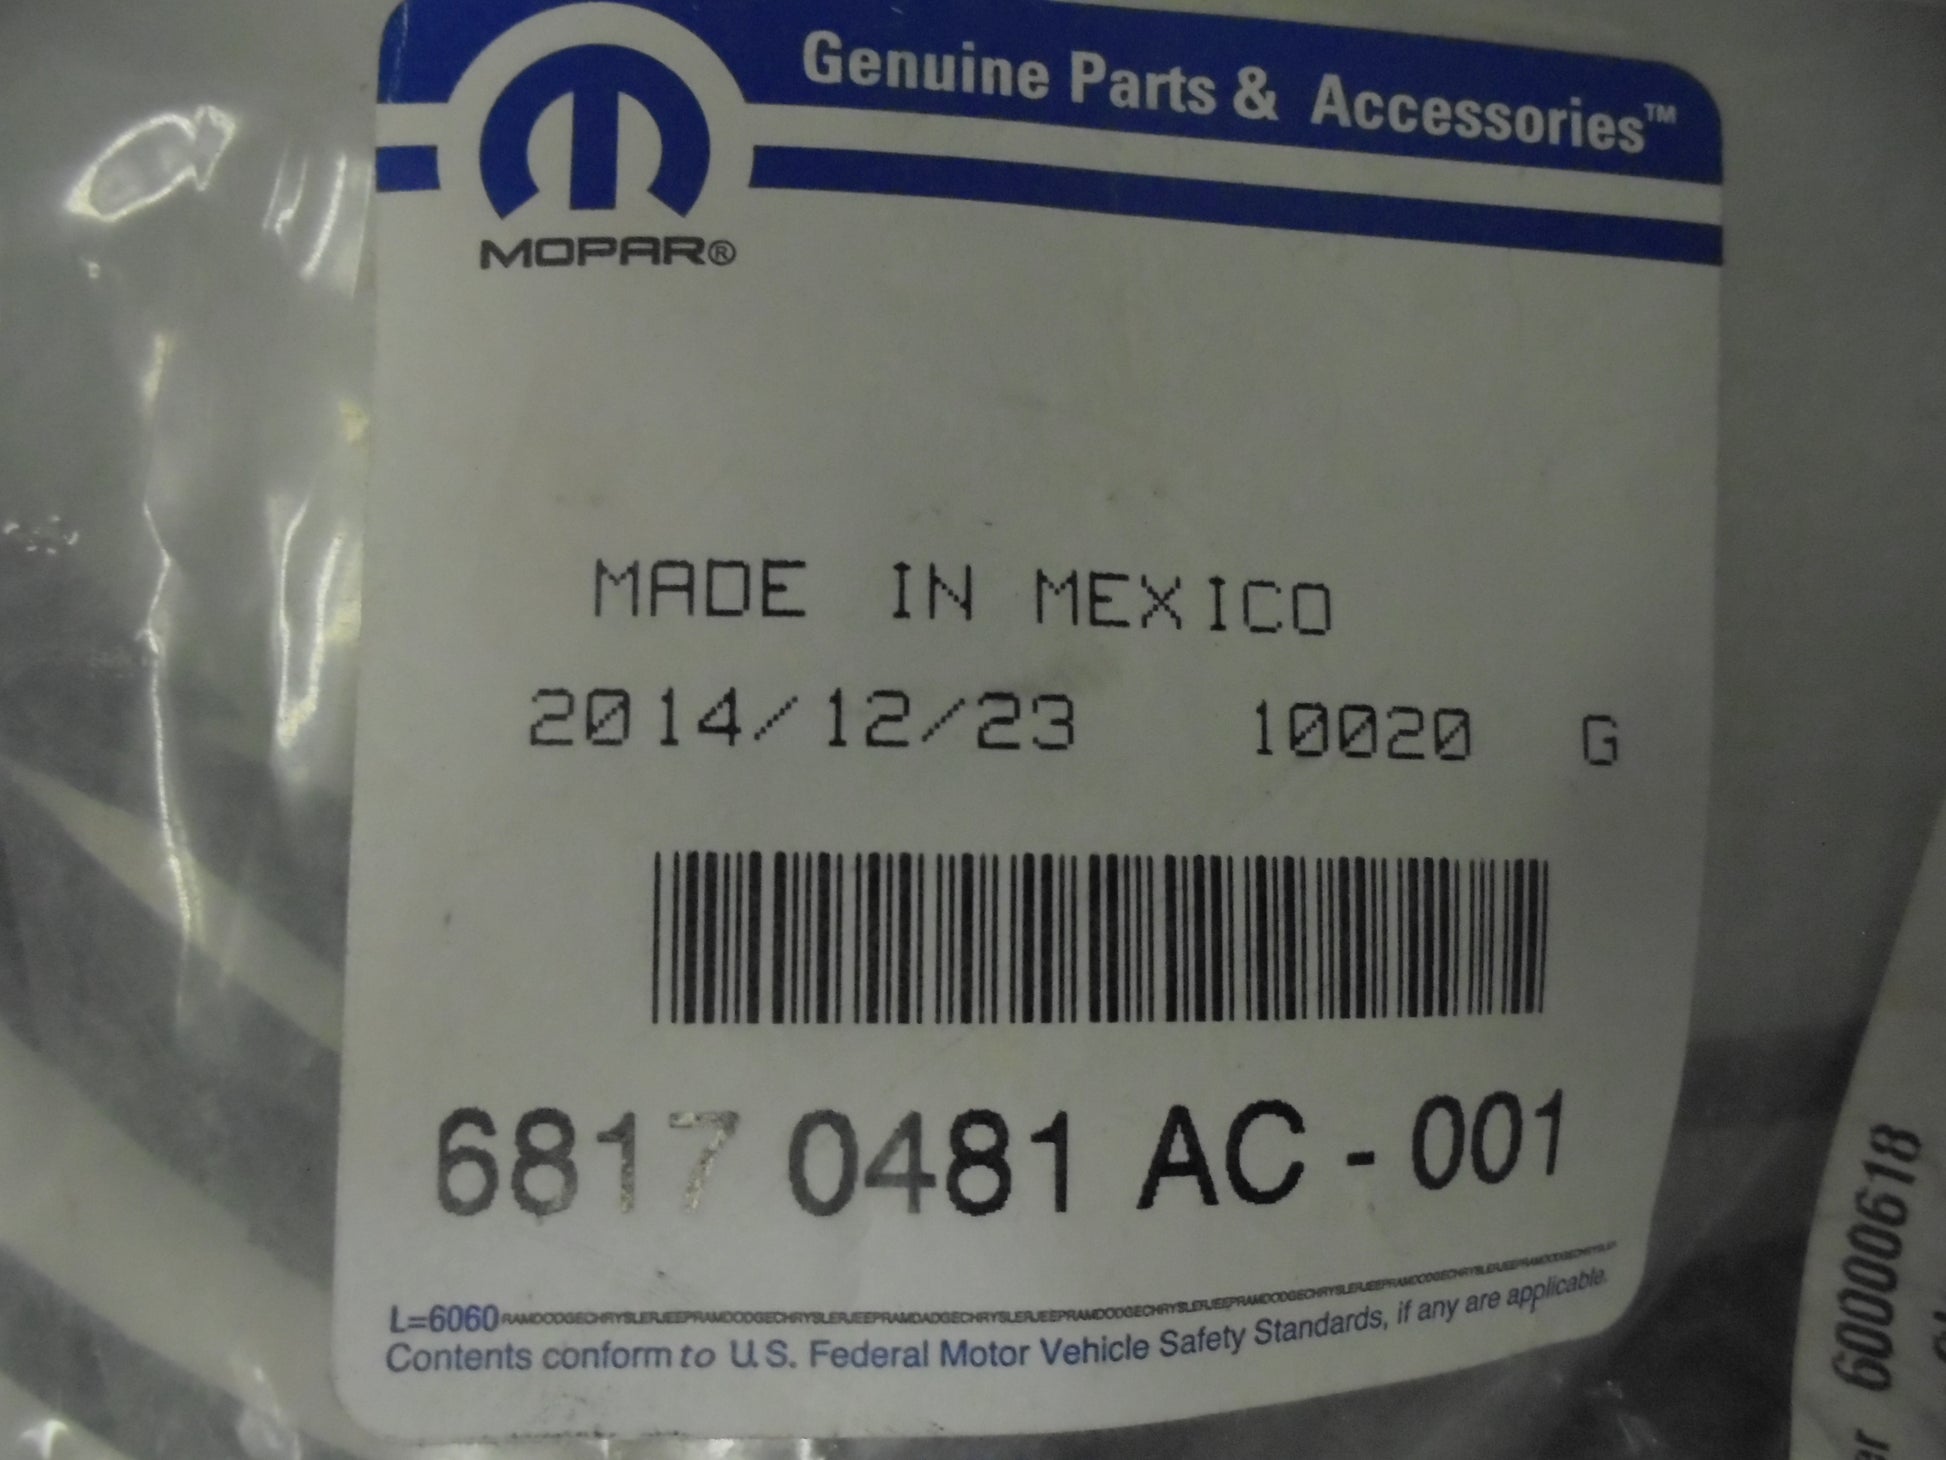 Genuine Parts & Accessories™
MOPAR®
MADE IN MEXICO
2014/12/23 10020 G
6817 0481 AC - 001
L=6060RAMDODGECHRYSLERJEEPRAMDODGECHRYSLERJEEPRAMDADGECHRYSLERJEEPRAMDODGECHRYSLERJEEPRAMDODGECHRYSLERJEEPRAMDODGECHRYSLER
Contents conform to U.S. Federal Motor Vehicle Safety Standards, if any are applicable.
60000618